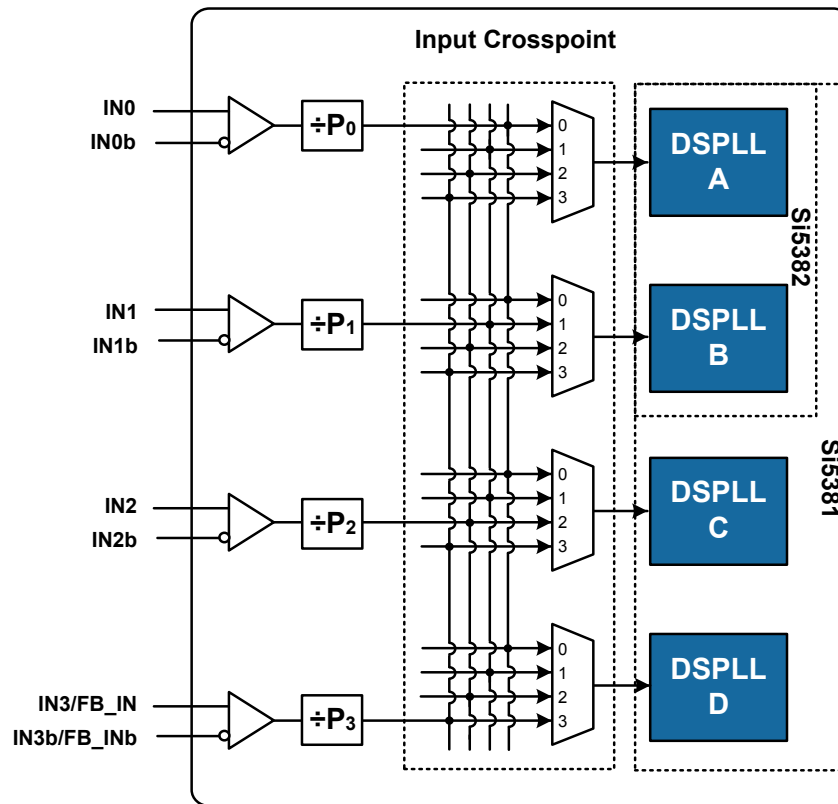 Input Crosspoint
IN0
IN0b
÷P0
0
1
2
3
DSPLL
A
Si5382
IN1
IN1b
÷P1
0
1
2
3
DSPLL
B
Si5381
IN2
IN2b
÷P2
0
1
2
3
DSPLL
C
IN3/FB_IN
IN3b/FB_INb
÷P3
0
1
2
3
DSPLL
D